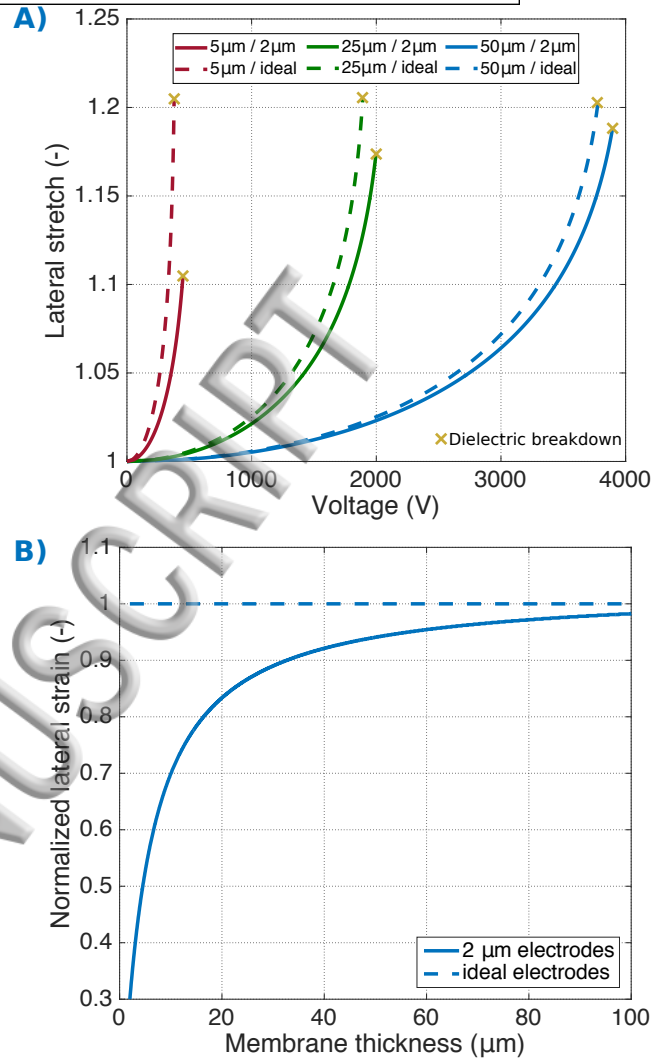 A)
1.25
1.2
1.15
1.1
1.05
1
Lateral stretch (-)
5μm / 2μm 25μm / 2μm 50μm / 2μm
5μm / ideal 25μm / ideal 50μm / ideal
Dielectric breakdown
0 1000 2000 3000 4000
Voltage (V)
B)
1.1
1
0.9
0.8
0.7
0.6
0.5
0.4
0.3
Normalized lateral strain (-)
2 μm electrodes
ideal electrodes
0 20 40 60 80 100
Membrane thickness (μm)
NUSCRIPT